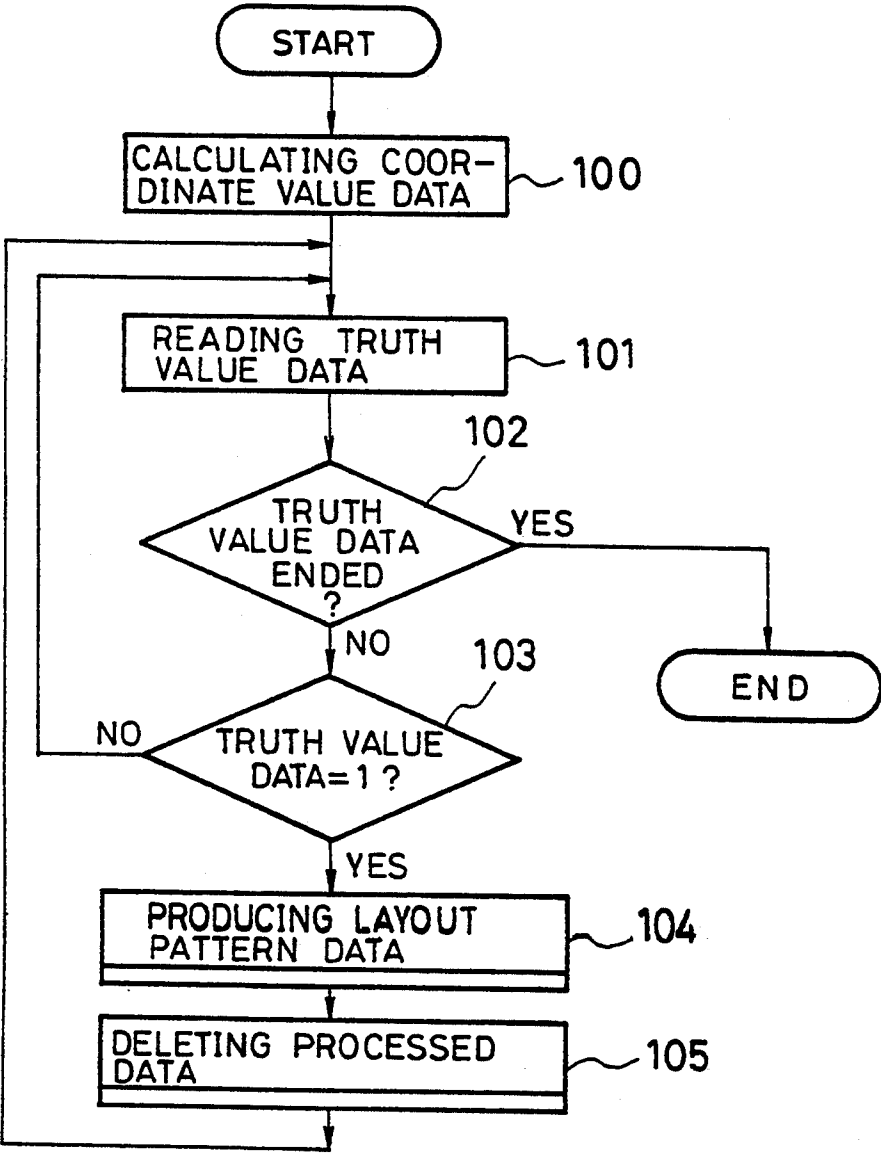 START
CALCULATING COOR-
DINATE VALUE DATA
100
READING TRUTH
VALUE DATA
101
102
TRUTH
VALUE DATA
ENDED
?
YES
NO
END
103
TRUTH VALUE
DATA=1?
NO
YES
PRODUCING LAYOUT
PATTERN DATA
104
DELETING PROCESSED
DATA
105